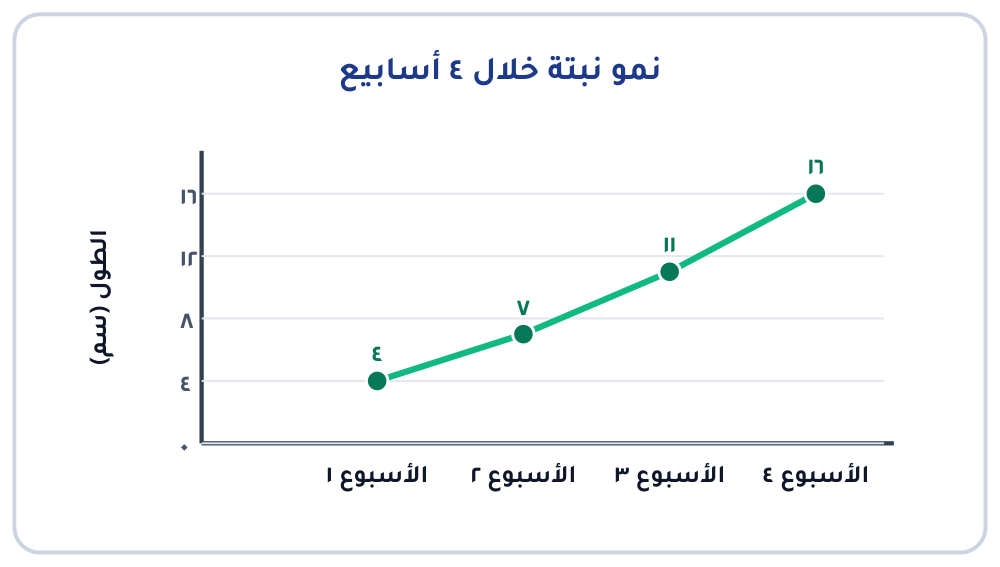 نمو نبتة خلال ٤ أسابيع
الطول (سم)
١٦
١٢
٨
٤
٠
٤
٧
١١
١٦
الأسبوع ١
الأسبوع ٢
الأسبوع ٣
الأسبوع ٤